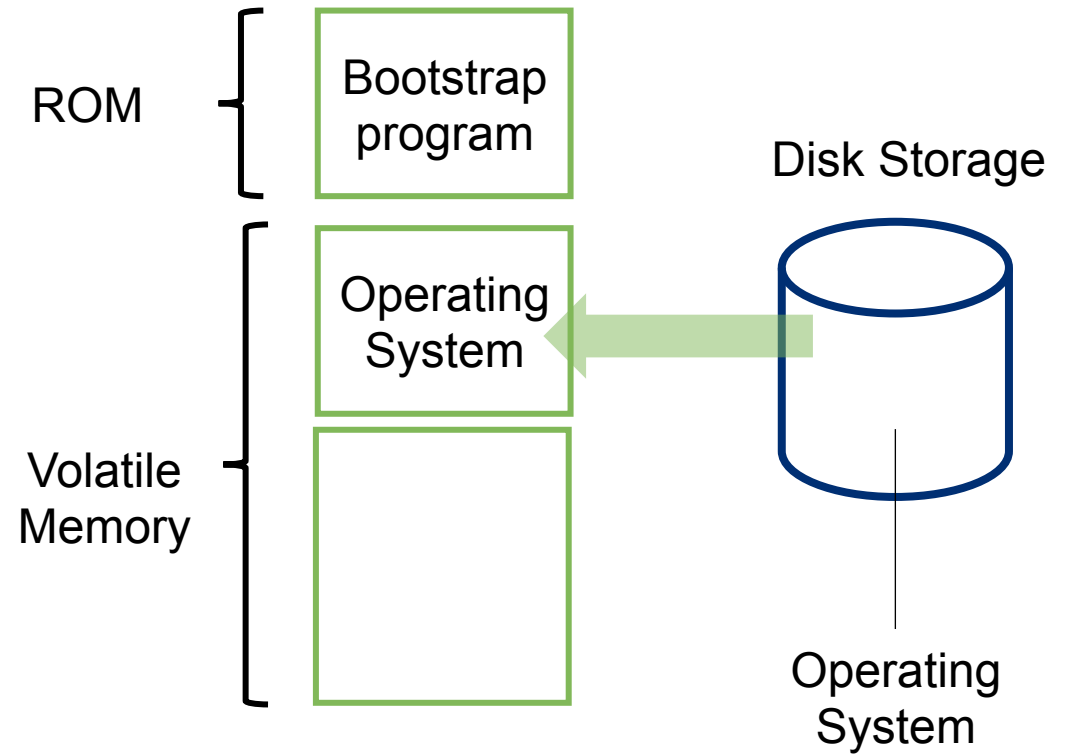 ROM
Bootstrap
program
Disk Storage
Operating
System
Volatile
Memory
Operating
System